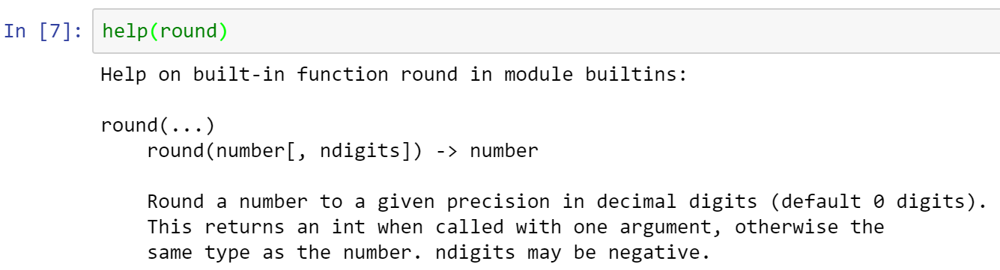 In [7]: help(round)
Help on built-in function round in module builtins:
round(...)
round(number[, ndigits]) -> number
Round a number to a given precision in decimal digits (default 0 digits).
This returns an int when called with one argument, otherwise the
same type as the number. ndigits may be negative.